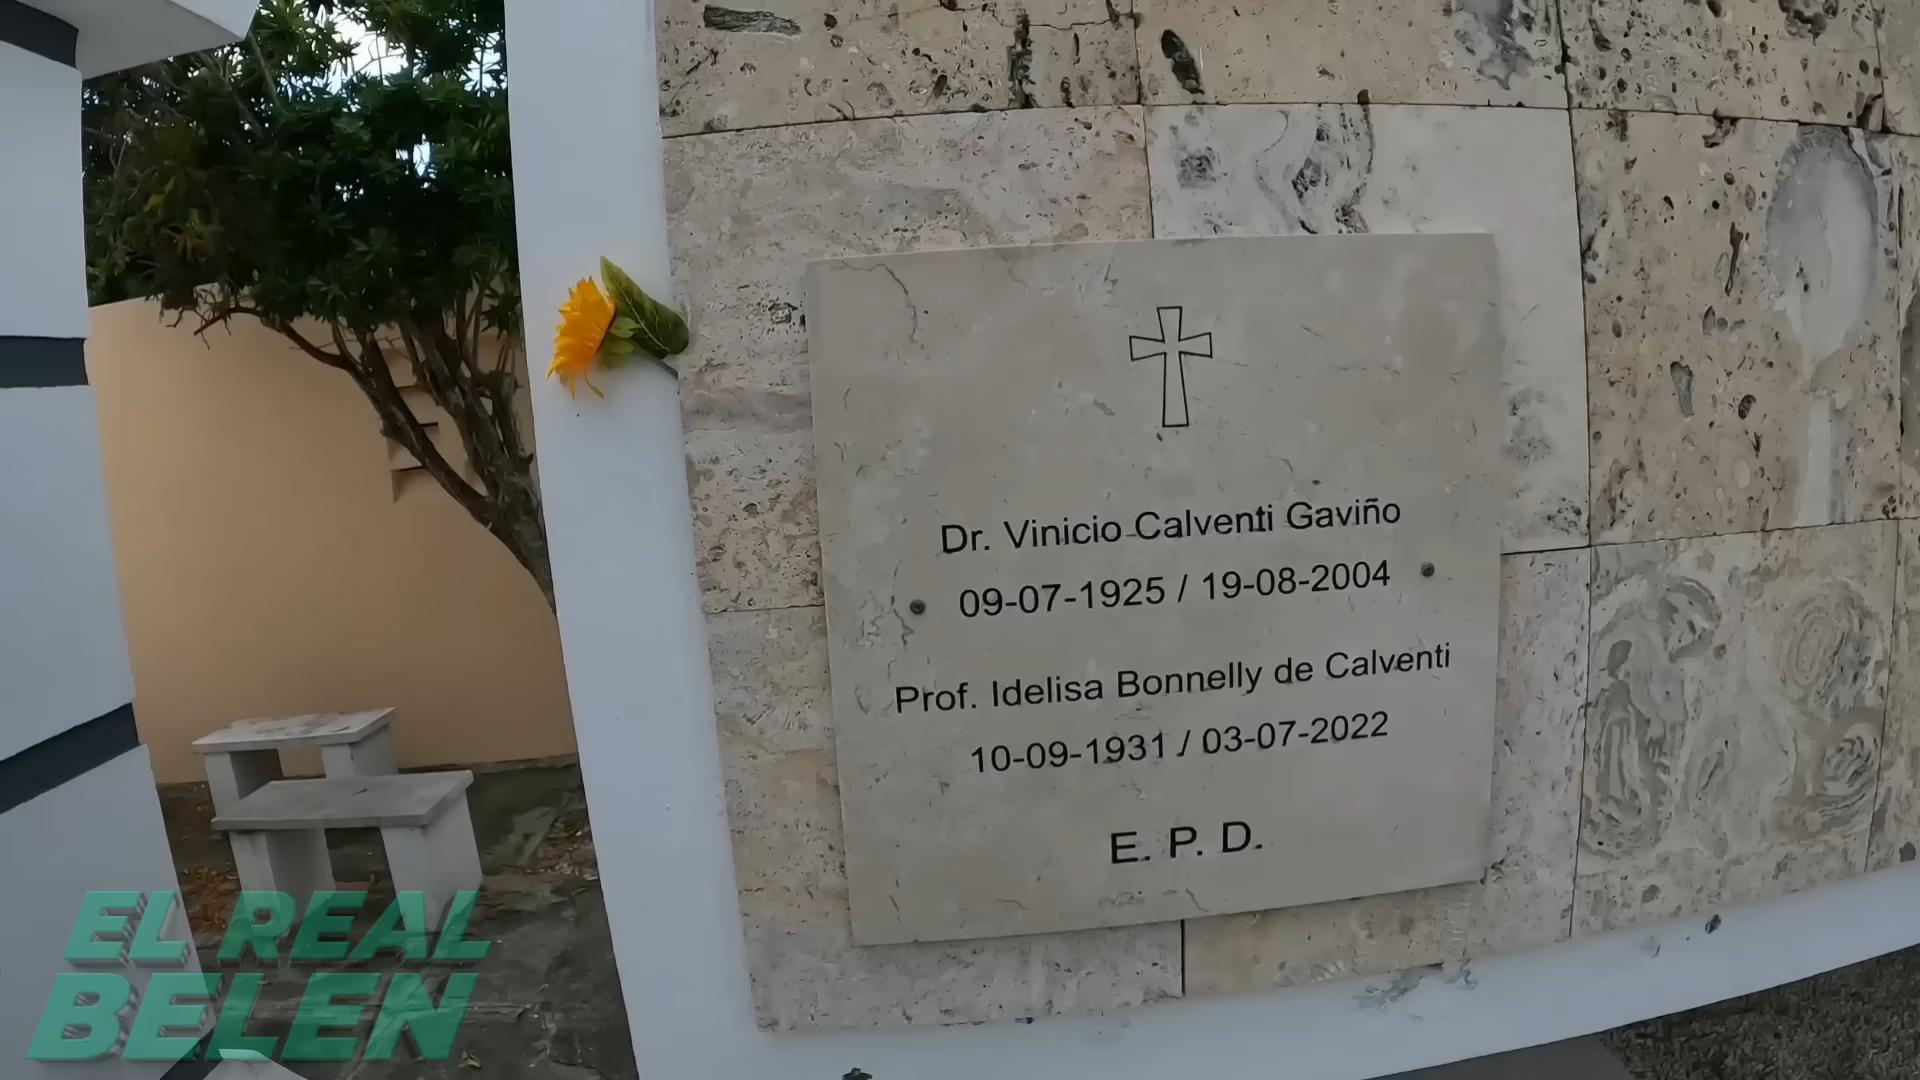 Dr. Vinicio Calventi Gaviño
09-07-1925 / 19-08-2004
Prof. Idelisa Bonnelly de Calventi
10-09-1931 / 03-07-2022
E. P. D.
EL REAL
BELEN